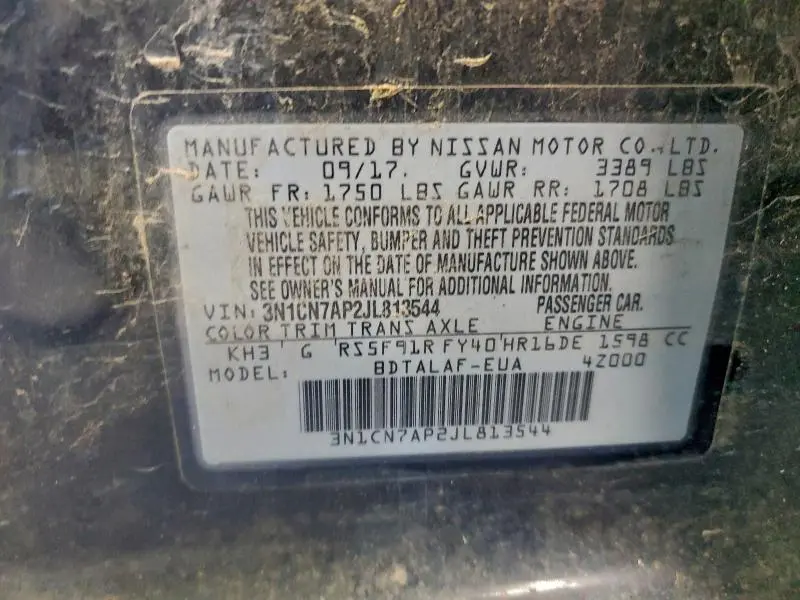 MANUFACTURED BY NISSAN MOTOR CO.,LTD.
DATE: 09/17. GVWR: 3389 LBS
GAWR FR: 1750 LBS GAWR RR: 1708 LBS
THIS VEHICLE CONFORMS TO ALL APPLICABLE FEDERAL MOTOR
VEHICLE SAFETY, BUMPER AND THEFT PREVENTION STANDARDS
IN EFFECT ON THE DATE OF MANUFACTURE SHOWN ABOVE.
SEE OWNER'S MANUAL FOR ADDITIONAL INFORMATION.
VIN: 3N1CN7AP2JL813544 PASSENGER CAR.
COLOR TRIM TRANS AXLE ENGINE
KH3 G RS5F91R FY40 HR16DE 1598 CC
MODEL: BDTALAF-EUA 4Z000
3N1CN7AP2JL813544